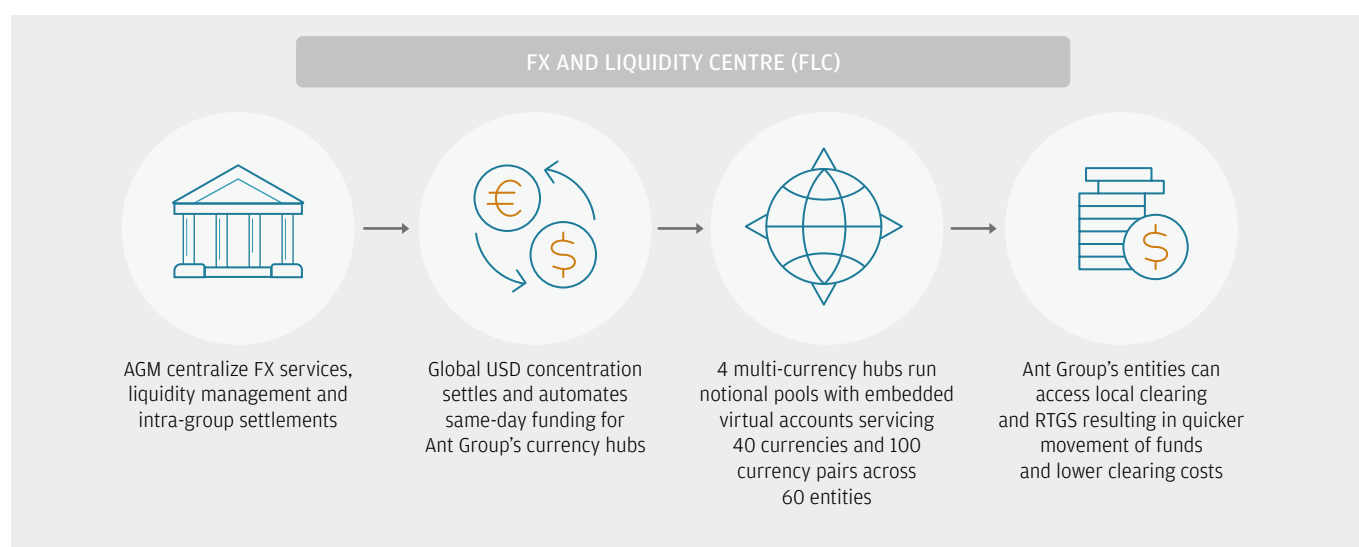 FX AND LIQUIDITY CENTRE (FLC)
€
$
$
AGM centralize FX services,
liquidity management and
intra-group settlements
Global USD concentration
settles and automates
same-day funding for
Ant Group’s currency hubs
4 multi-currency hubs run
notional pools with embedded
virtual accounts servicing
40 currencies and 100
currency pairs across
60 entities
Ant Group’s entities can
access local clearing
and RTGS resulting in quicker
movement of funds
and lower clearing costs